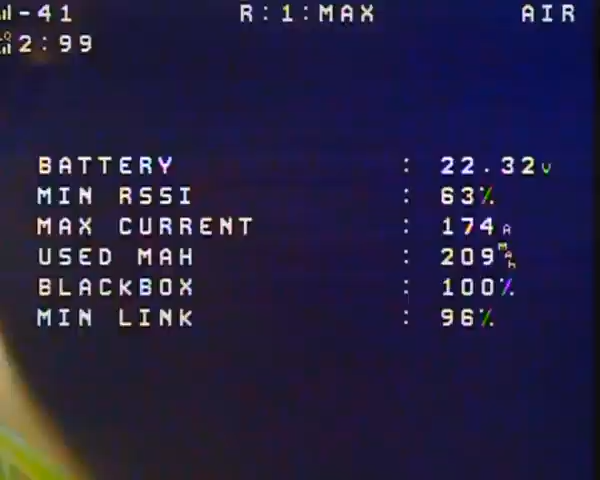 -41 R:1:MAX AIR
2:99
BATTERY : 22.32V
MIN RSSI : 63%
MAX CURRENT : 174A
USED MAH : 209mAh
BLACKBOX : 100%
MIN LINK : 96%